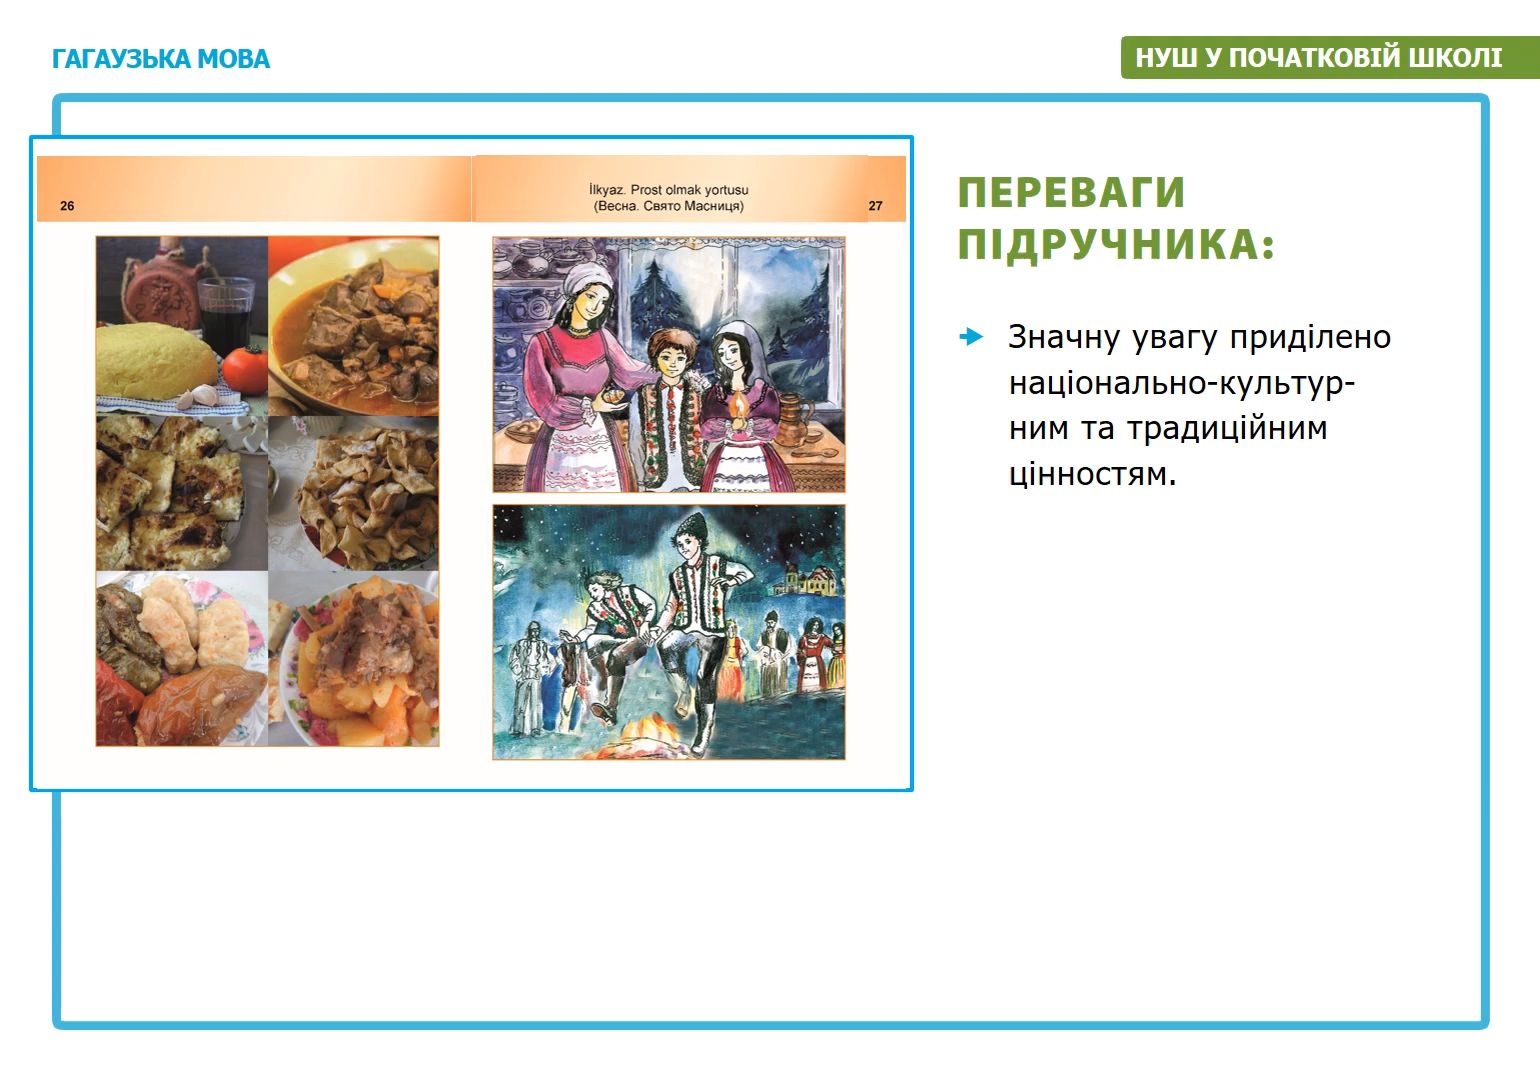 ГАГАУЗЬКА МОВА
НУШ У ПОЧАТКОВІЙ ШКОЛІ
26
İlkyaz. Prost olmak yortusu
(Весна. Свято Масниця)
27
ПЕРЕВАГИ
ПІДРУЧНИКА:
Значну увагу приділено
національно-культур-
ним та традиційним
цінностям.